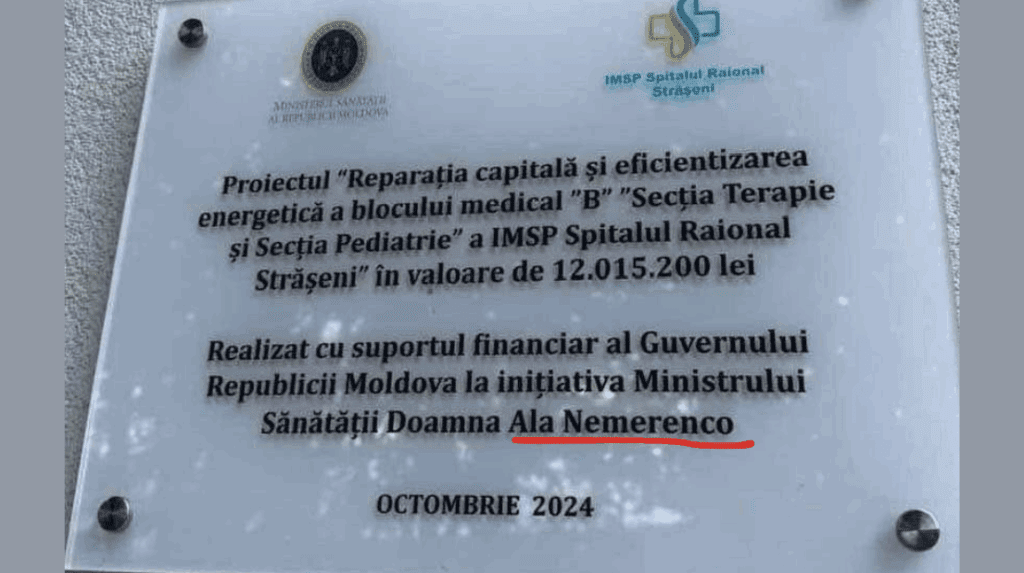 MINISTERUL SĂNĂTĂȚII
AL REPUBLICII MOLDOVA
IMSP Spitalul Raional
Strășeni
Proiectul "Reparația capitală și eficientizarea
energetică a blocului medical "B" "Secția Terapie
și Secția Pediatrie" a IMSP Spitalul Raional
Strășeni" în valoare de 12.015.200 lei
Realizat cu suportul financiar al Guvernului
Republicii Moldova la inițiativa Ministrului
Sănătății Doamna Ala Nemerenco
OCTOMBRIE 2024